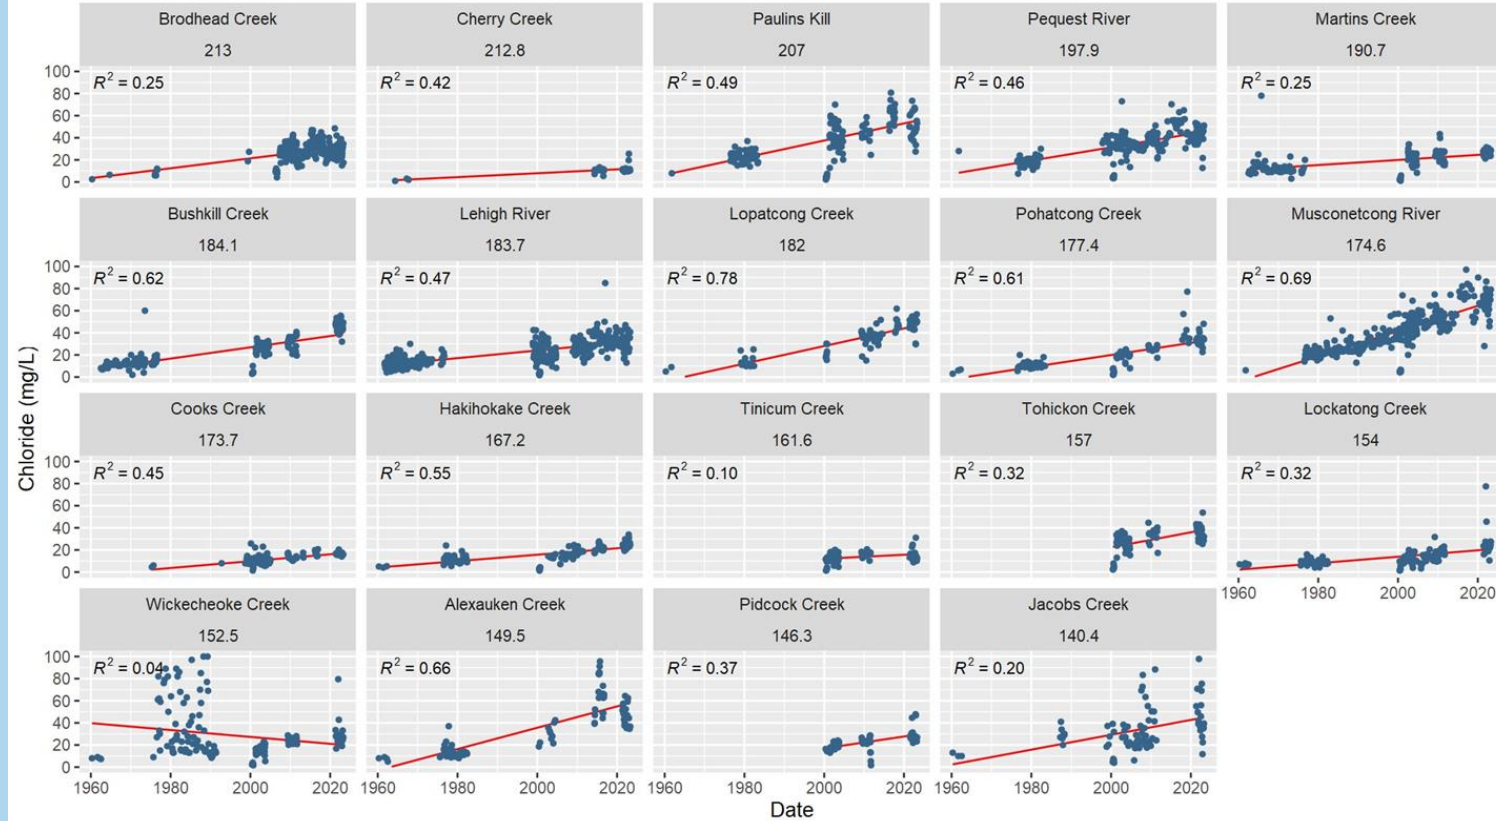 Brodhead Creek Cherry Creek Paulins Kill Pequest River Martins Creek
213 212.8 207 197.9 190.7
R² = 0.25 R² = 0.42 R² = 0.49 R² = 0.46 R² = 0.25
100
80
60
40
20
0
Bushkill Creek Lehigh River Lopatcong Creek Pohatcong Creek Musconetcong River
184.1 183.7 182 177.4 174.6
R² = 0.62 R² = 0.47 R² = 0.78 R² = 0.61 R² = 0.69
100
80
60
40
20
0
Chloride (mg/L)
Cooks Creek Hakihokake Creek Tinicum Creek Tohickon Creek Lockatong Creek
173.7 167.2 161.6 157 154
R² = 0.45 R² = 0.55 R² = 0.10 R² = 0.32 R² = 0.32
100
80
60
40
20
0
1960 1980 2000 2020
Wickecheoke Creek Alexauken Creek Pidcock Creek Jacobs Creek
152.5 149.5 146.3 140.4
R² = 0.04 R² = 0.66 R² = 0.37 R² = 0.20
100
80
60
40
20
0
1960 1980 2000 2020 1960 1980 2000 2020 1960 1980 2000 2020 1960 1980 2000 2020
Date